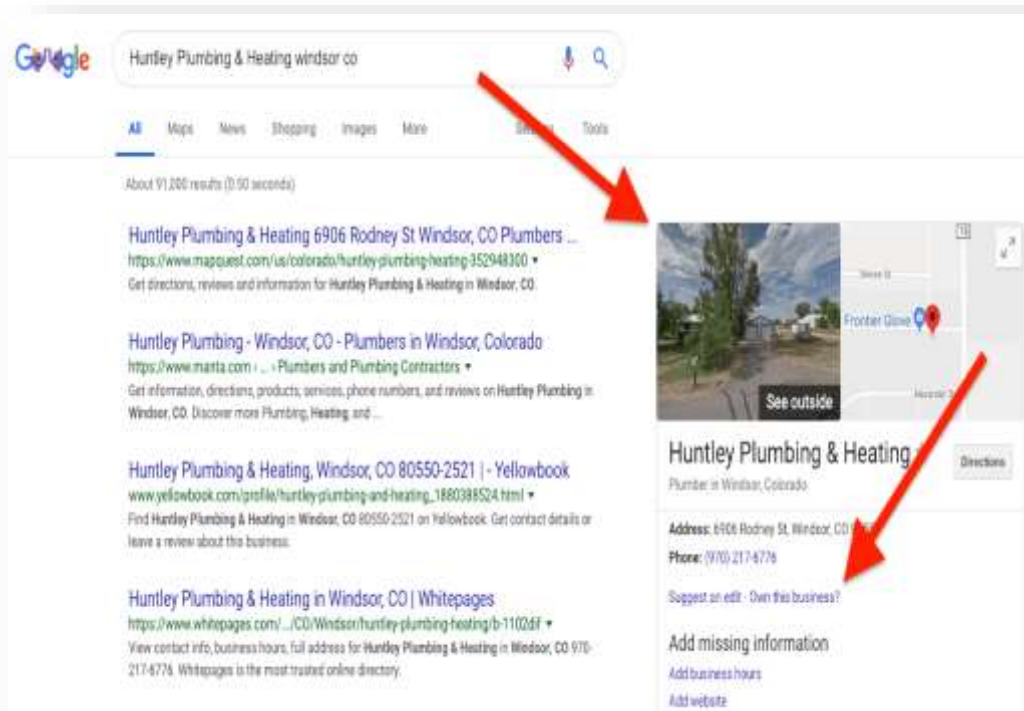 Google
Huntley Plumbing & Heating windsor co
All Maps News Shopping Images More Tools
About 91,200 results (0.50 seconds)
Huntley Plumbing & Heating 6906 Rodney St Windsor, CO Plumbers ...
https://www.mapquest.com/us/colorado/huntley-plumbing-heating-352948300
Get directions, reviews and information for Huntley Plumbing & Heating in Windsor, CO.
Huntley Plumbing - Windsor, CO - Plumbers in Windsor, Colorado
https://www.manta.com › ... › Plumbers and Plumbing Contractors
Get information, directions, products, services, phone numbers, and reviews on Huntley Plumbing in
Windsor, CO. Discover more Plumbing, Heating, and ...
Huntley Plumbing & Heating, Windsor, CO 80550-2521 | - Yellowbook
www.yellowbook.com/profile/huntley-plumbing-and-heating_1880388524.html
Find Huntley Plumbing & Heating in Windsor, CO 80550-2521 on Yellowbook. Get contact details or
leave a review about this business.
Huntley Plumbing & Heating in Windsor, CO | Whitepages
https://www.whitepages.com/.../CO/Windsor/huntley-plumbing-heating/b-1102dif
View contact info, business hours, full address for Huntley Plumbing & Heating in Windsor, CO 970-
217-6776. Whitepages is the most trusted online directory.
See outside
Frontier Glove
Huntley Plumbing & Heating
Directions
Plumber in Windsor, Colorado
Address: 6906 Rodney St, Windsor, CO
Phone: (970) 217-6776
Suggest an edit · Own this business?
Add missing information
Add business hours
Add website